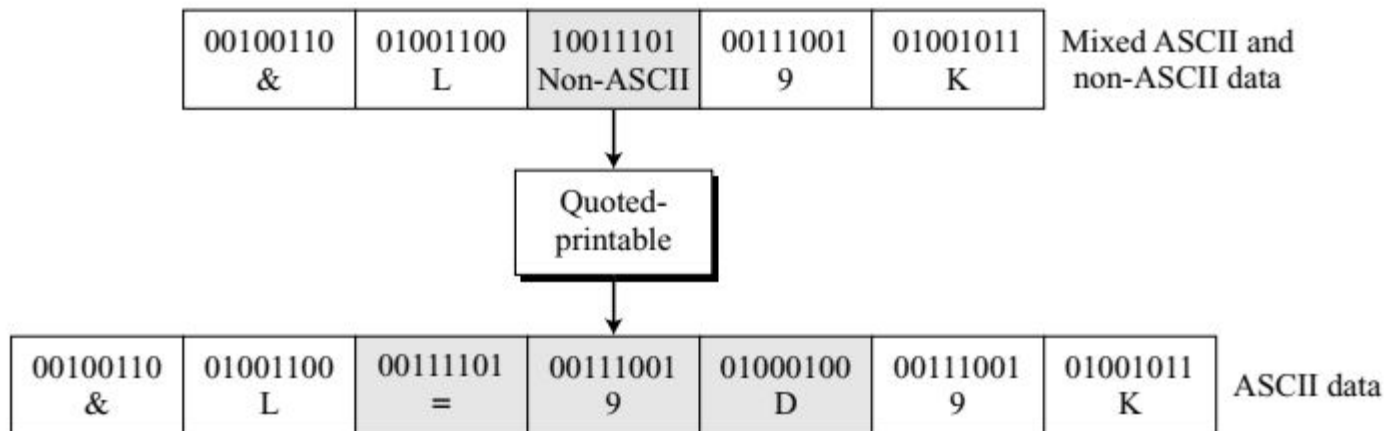 00100110 01001100 10011101 00111001 01001011 Mixed ASCII and
& L Non-ASCII 9 K non-ASCII data
Quoted-
printable
00100110 01001100 00111101 00111001 01000100 00111001 01001011 ASCII data
& L = 9 D 9 K